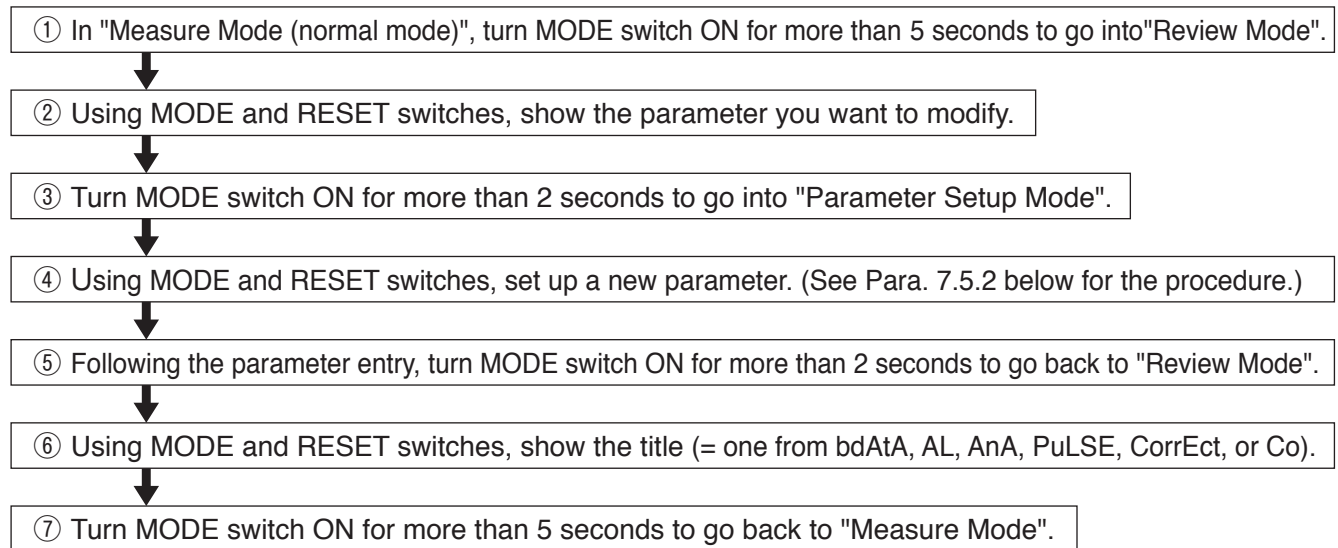 ① In "Measure Mode (normal mode)", turn MODE switch ON for more than 5 seconds to go into"Review Mode".
② Using MODE and RESET switches, show the parameter you want to modify.
③ Turn MODE switch ON for more than 2 seconds to go into "Parameter Setup Mode".
④ Using MODE and RESET switches, set up a new parameter. (See Para. 7.5.2 below for the procedure.)
⑤ Following the parameter entry, turn MODE switch ON for more than 2 seconds to go back to "Review Mode".
⑥ Using MODE and RESET switches, show the title (= one from bdAtA, AL, AnA, PuLSE, CorrEct, or Co).
⑦ Turn MODE switch ON for more than 5 seconds to go back to "Measure Mode".